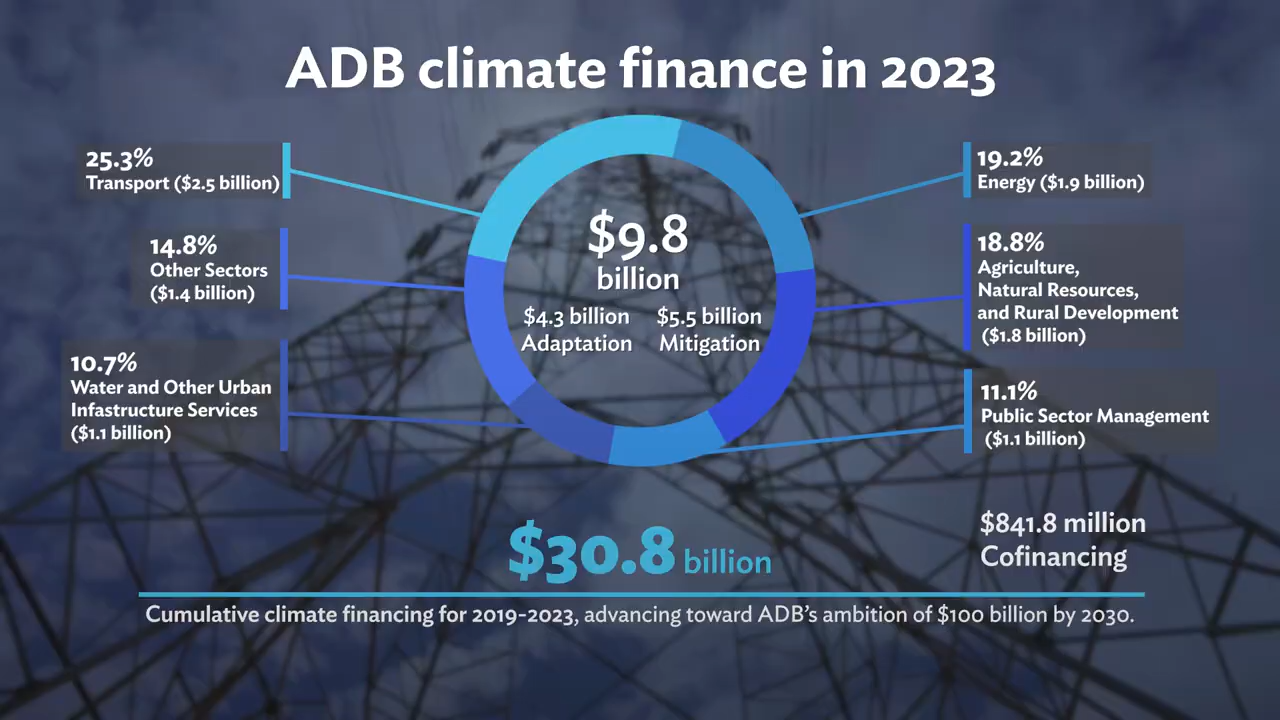 ADB climate finance in 2023
25.3%
Transport ($2.5 billion)
14.8%
Other Sectors
($1.4 billion)
10.7%
Water and Other Urban
Infastructure Services
($1.1 billion)
$9.8
billion
$4.3 billion
Adaptation
$5.5 billion
Mitigation
19.2%
Energy ($1.9 billion)
18.8%
Agriculture,
Natural Resources,
and Rural Development
($1.8 billion)
11.1%
Public Sector Management
($1.1 billion)
$841.8 million
Cofinancing
$30.8 billion
Cumulative climate financing for 2019-2023, advancing toward ADB's ambition of $100 billion by 2030.